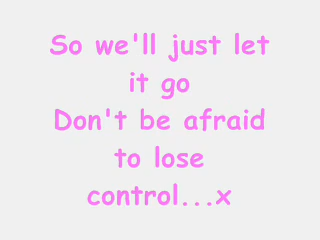 So we'll just let
it go
Don't be afraid
to lose
control...x